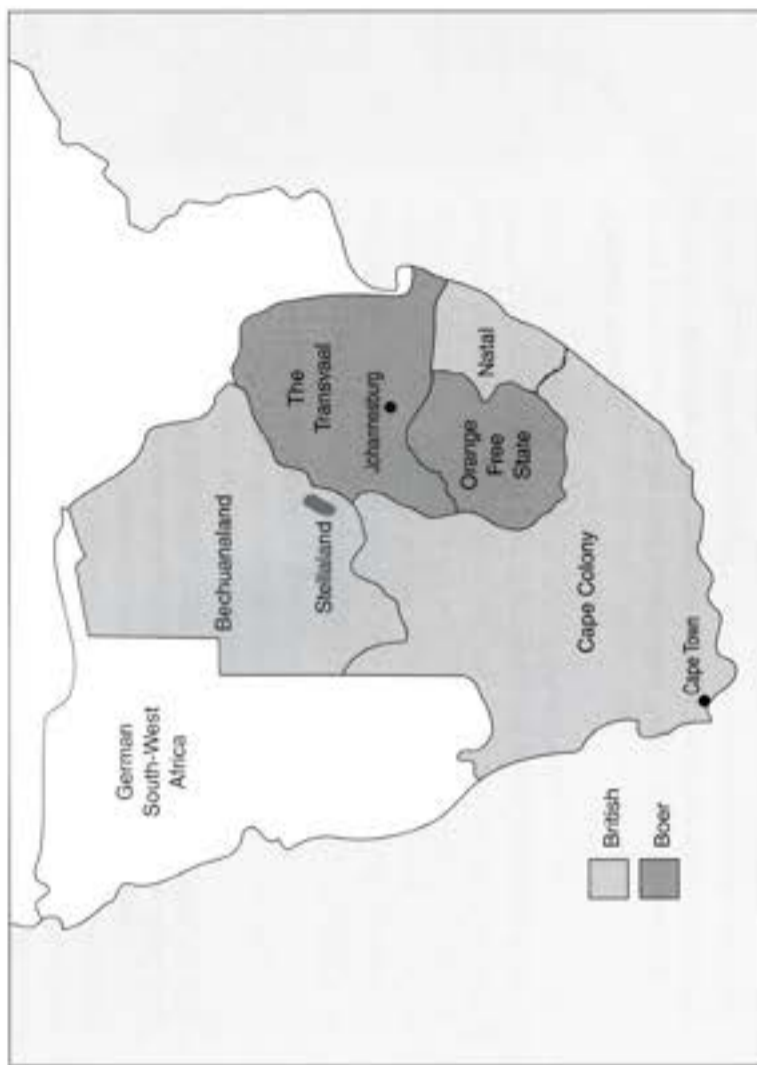 German
South-West
Africa
Bechuanaland
Stellaland
The
Transvaal
Johannesburg
Orange
Free
State
Natal
Cape Colony
Cape Town
British
Boer